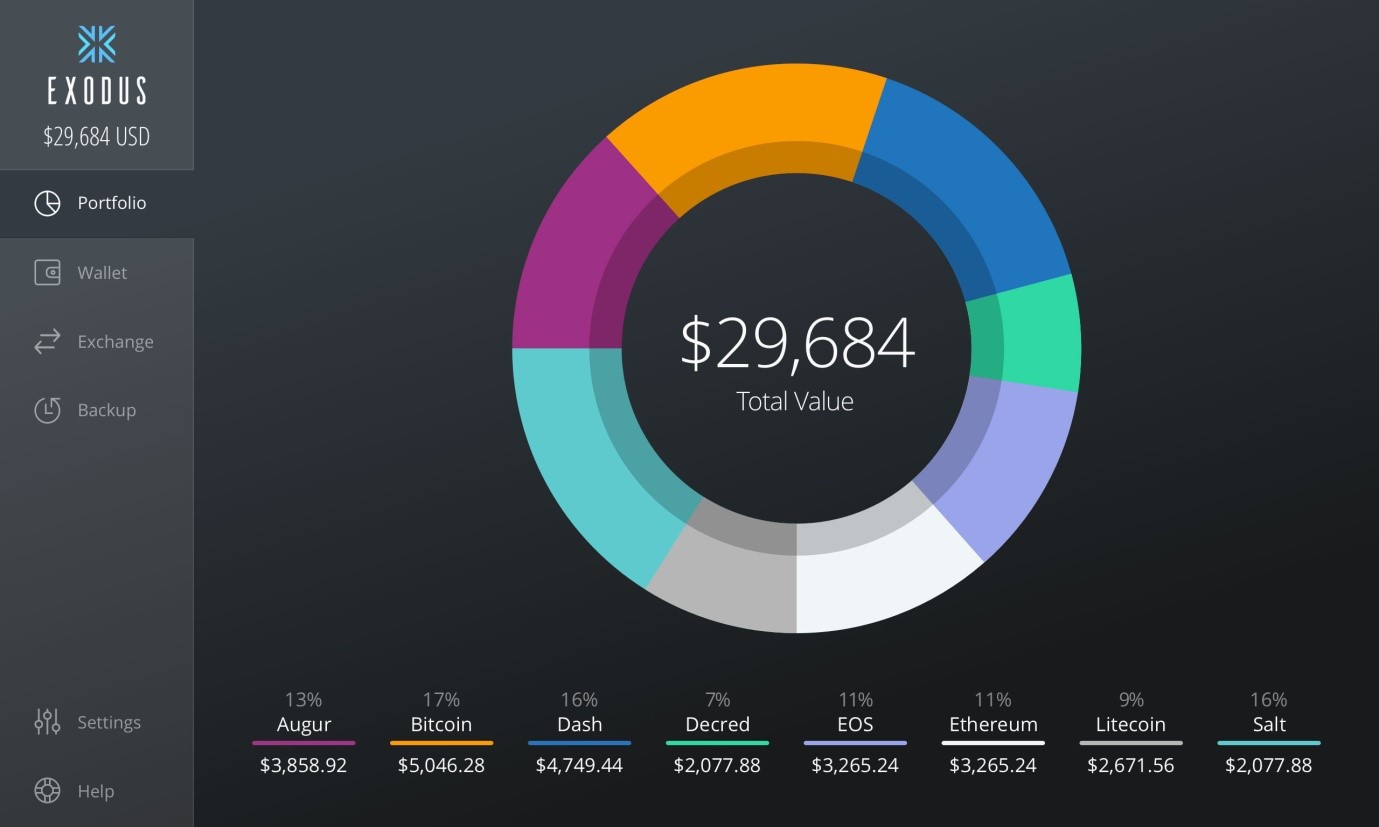 EXODUS
$29,684 USD
Portfolio
Wallet
Exchange
Backup
Settings
Help
$29,684
Total Value
13% 17% 16% 7% 11% 11% 9% 16%
Augur Bitcoin Dash Decred EOS Ethereum Litecoin Salt
$3,858.92 $5,046.28 $4,749.44 $2,077.88 $3,265.24 $3,265.24 $2,671.56 $2,077.88